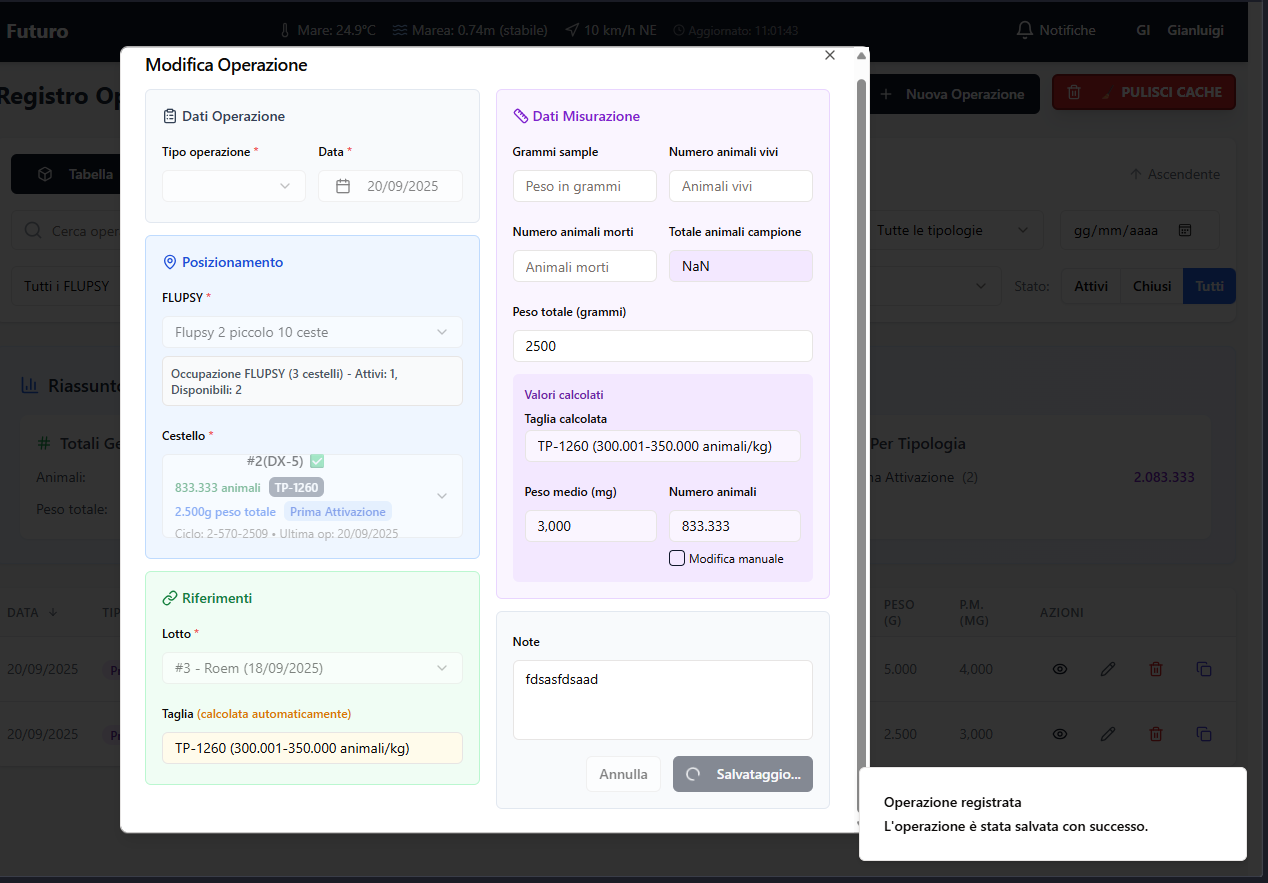 Futuro
Mare: 24.9°C
Marea: 0.74m (stabile)
10 km/h NE
Aggiornato: 11:01:43
Notifiche
GI
Gianluigi
Registro Op
Nuova Operazione
PULISCI CACHE
Tabella
Ascendente
Cerca oper
Tutte le tipologie
gg/mm/aaaa
Tutti i FLUPSY
Stato:
Attivi
Chiusi
Tutti
Riassunto
Totali Ge
Animali:
Peso totale:
Per Tipologia
na Attivazione (2)
2.083.333
DATA
TIP
PESO
(G)
P.M.
(MG)
AZIONI
20/09/2025
Pr
5.000
4,000
20/09/2025
Pr
2.500
3,000
Modifica Operazione
Dati Operazione
Tipo operazione *
Data *
20/09/2025
Posizionamento
FLUPSY *
Flupsy 2 piccolo 10 ceste
Occupazione FLUPSY (3 cestelli) - Attivi: 1,
Disponibili: 2
Cestello *
#2(DX-5) ✅
833.333 animali TP-1260
2.500g peso totale Prima Attivazione
Ciclo: 2-570-2509 • Ultima op: 20/09/2025
Riferimenti
Lotto *
#3 - Roem (18/09/2025)
Taglia (calcolata automaticamente)
TP-1260 (300.001-350.000 animali/kg)
Dati Misurazione
Grammi sample
Numero animali vivi
Peso in grammi
Animali vivi
Numero animali morti
Totale animali campione
Animali morti
NaN
Peso totale (grammi)
2500
Valori calcolati
Taglia calcolata
TP-1260 (300.001-350.000 animali/kg)
Peso medio (mg)
Numero animali
3,000
833.333
Modifica manuale
Note
fdsasfdsaad
Annulla
Salvataggio...
Operazione registrata
L'operazione è stata salvata con successo.